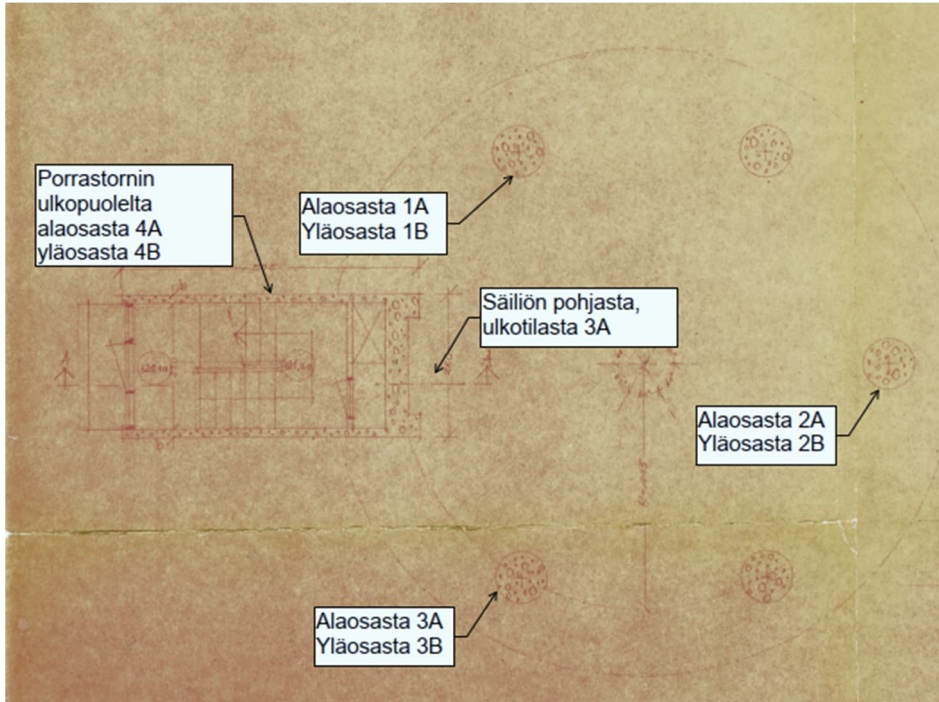 Porrastornin
ulkopuolelta
alaosasta 4A
yläosasta 4B
Alaosasta 1A
Yläosasta 1B
Säiliön pohjasta,
ulkotilasta 3A
Alaosasta 2A
Yläosasta 2B
Alaosasta 3A
Yläosasta 3B